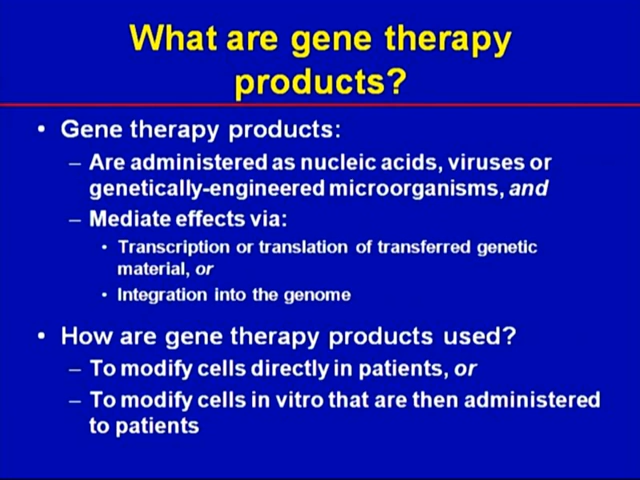 What are gene therapy
products?
• Gene therapy products:
– Are administered as nucleic acids, viruses or
genetically-engineered microorganisms, and
– Mediate effects via:
• Transcription or translation of transferred genetic
material, or
• Integration into the genome
• How are gene therapy products used?
– To modify cells directly in patients, or
– To modify cells in vitro that are then administered
to patients